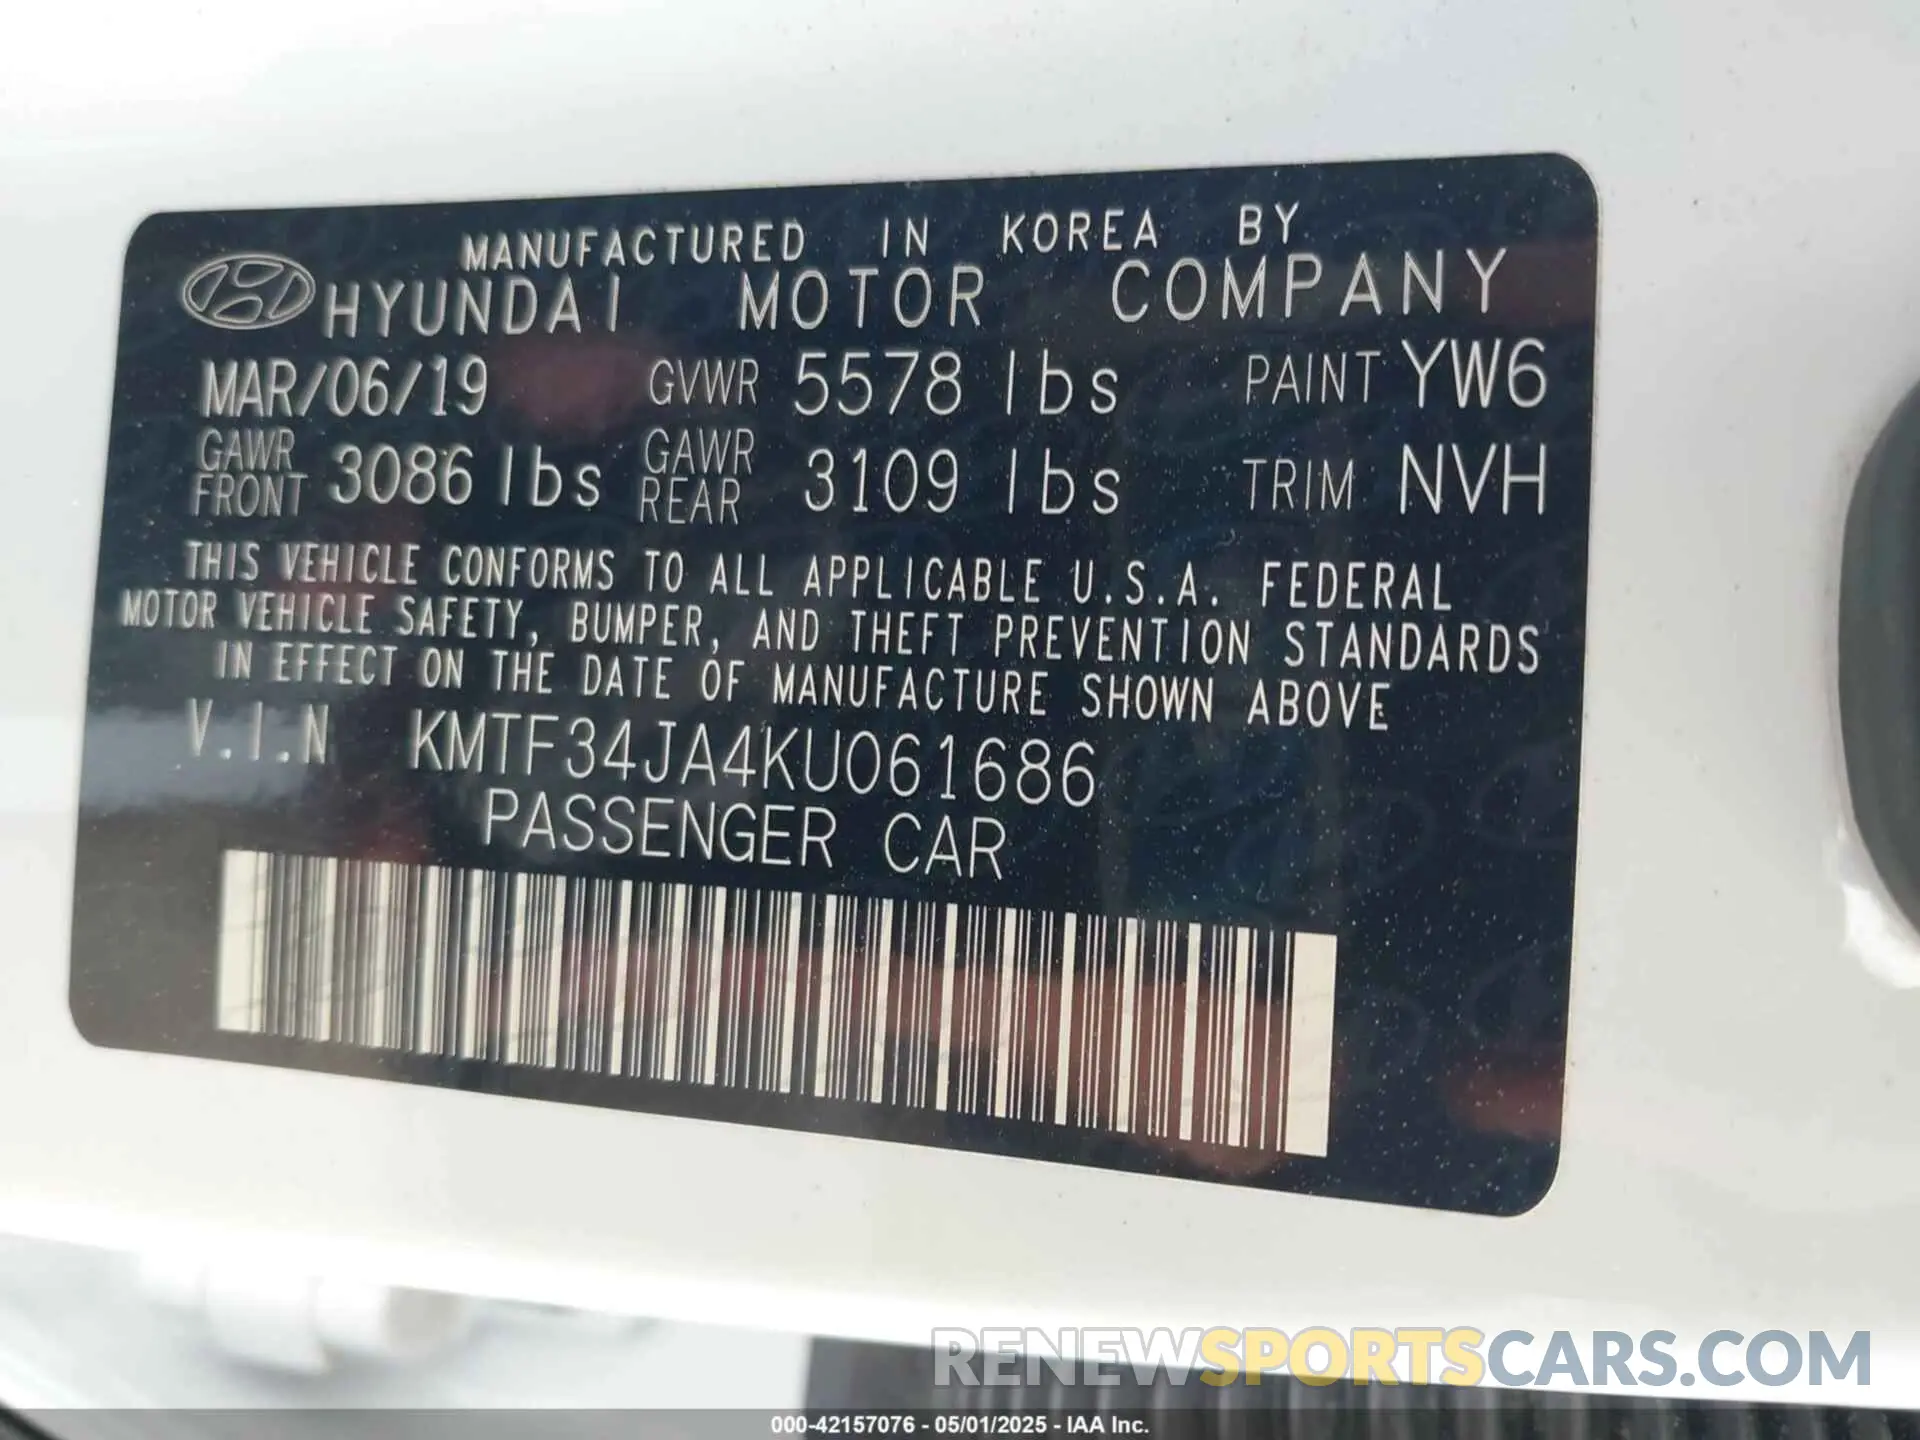 MANUFACTURED IN KOREA BY
HYUNDAI MOTOR COMPANY
MAR/06/19 GVWR 5578 lbs PAINT YW6
GAWR FRONT 3086 lbs GAWR REAR 3109 lbs TRIM NVH
THIS VEHICLE CONFORMS TO ALL APPLICABLE U.S.A. FEDERAL
MOTOR VEHICLE SAFETY, BUMPER, AND THEFT PREVENTION STANDARDS
IN EFFECT ON THE DATE OF MANUFACTURE SHOWN ABOVE
V.I.N KMTF34JA4KU061686
PASSENGER CAR
RENEWSPORTSCARS.COM
000-42157076 - 05/01/2025 - IAA Inc.